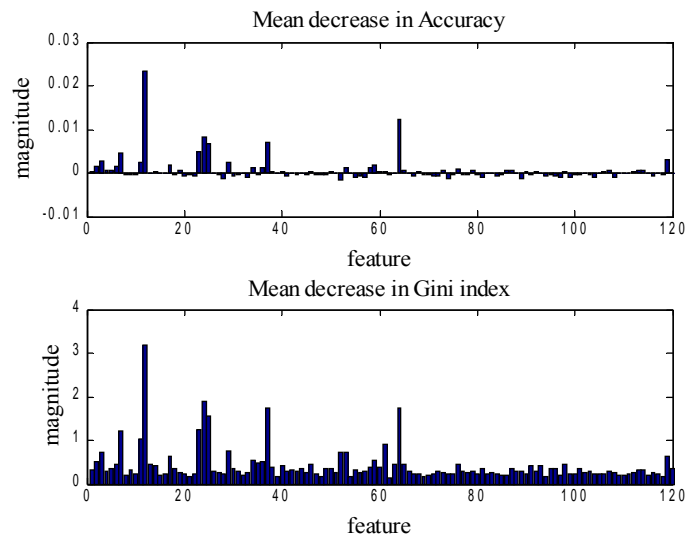 Mean decrease in Accuracy
0.03
0.02
0.01
0
-0.01
magnitude
0 20 40 60 80 100 120
feature
Mean decrease in Gini index
4
3
2
1
0
magnitude
0 20 40 60 80 100 120
feature